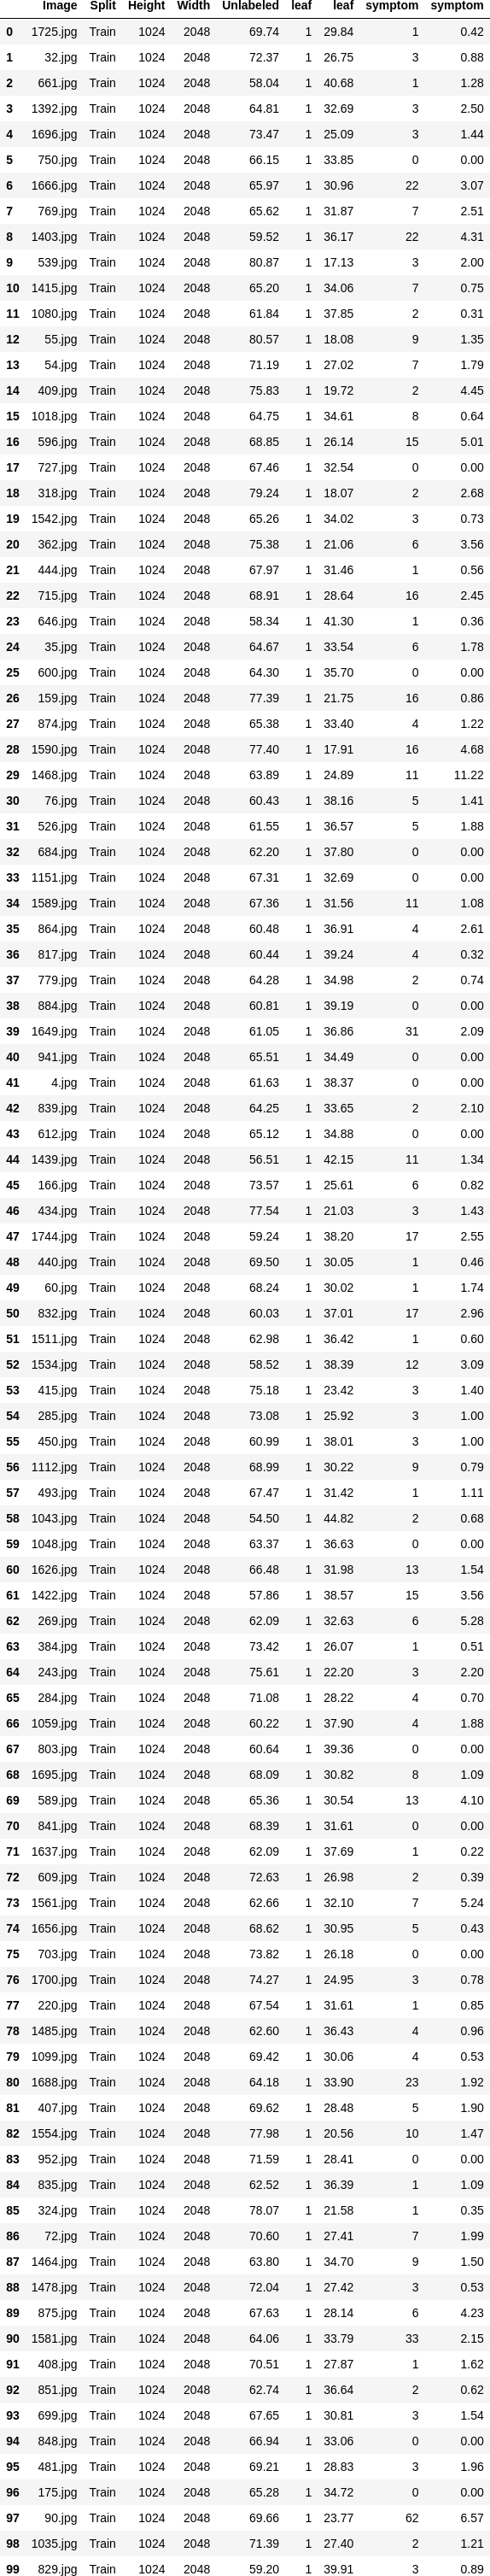 Image Split Height Width Unlabeled leaf leaf symptom symptom
0 1725.jpg Train 1024 2048 69.74 1 29.84 1 0.42
1 32.jpg Train 1024 2048 72.37 1 26.75 3 0.88
2 661.jpg Train 1024 2048 58.04 1 40.68 1 1.28
3 1392.jpg Train 1024 2048 64.81 1 32.69 3 2.50
4 1696.jpg Train 1024 2048 73.47 1 25.09 3 1.44
5 750.jpg Train 1024 2048 66.15 1 33.85 0 0.00
6 1666.jpg Train 1024 2048 65.97 1 30.96 22 3.07
7 769.jpg Train 1024 2048 65.62 1 31.87 7 2.51
8 1403.jpg Train 1024 2048 59.52 1 36.17 22 4.31
9 539.jpg Train 1024 2048 80.87 1 17.13 3 2.00
10 1415.jpg Train 1024 2048 65.20 1 34.06 7 0.75
11 1080.jpg Train 1024 2048 61.84 1 37.85 2 0.31
12 55.jpg Train 1024 2048 80.57 1 18.08 9 1.35
13 54.jpg Train 1024 2048 71.19 1 27.02 7 1.79
14 409.jpg Train 1024 2048 75.83 1 19.72 2 4.45
15 1018.jpg Train 1024 2048 64.75 1 34.61 8 0.64
16 596.jpg Train 1024 2048 68.85 1 26.14 15 5.01
17 727.jpg Train 1024 2048 67.46 1 32.54 0 0.00
18 318.jpg Train 1024 2048 79.24 1 18.07 2 2.68
19 1542.jpg Train 1024 2048 65.26 1 34.02 3 0.73
20 362.jpg Train 1024 2048 75.38 1 21.06 6 3.56
21 444.jpg Train 1024 2048 67.97 1 31.46 1 0.56
22 715.jpg Train 1024 2048 68.91 1 28.64 16 2.45
23 646.jpg Train 1024 2048 58.34 1 41.30 1 0.36
24 35.jpg Train 1024 2048 64.67 1 33.54 6 1.78
25 600.jpg Train 1024 2048 64.30 1 35.70 0 0.00
26 159.jpg Train 1024 2048 77.39 1 21.75 16 0.86
27 874.jpg Train 1024 2048 65.38 1 33.40 4 1.22
28 1590.jpg Train 1024 2048 77.40 1 17.91 16 4.68
29 1468.jpg Train 1024 2048 63.89 1 24.89 11 11.22
30 76.jpg Train 1024 2048 60.43 1 38.16 5 1.41
31 526.jpg Train 1024 2048 61.55 1 36.57 5 1.88
32 684.jpg Train 1024 2048 62.20 1 37.80 0 0.00
33 1151.jpg Train 1024 2048 67.31 1 32.69 0 0.00
34 1589.jpg Train 1024 2048 67.36 1 31.56 11 1.08
35 864.jpg Train 1024 2048 60.48 1 36.91 4 2.61
36 817.jpg Train 1024 2048 60.44 1 39.24 4 0.32
37 779.jpg Train 1024 2048 64.28 1 34.98 2 0.74
38 884.jpg Train 1024 2048 60.81 1 39.19 0 0.00
39 1649.jpg Train 1024 2048 61.05 1 36.86 31 2.09
40 941.jpg Train 1024 2048 65.51 1 34.49 0 0.00
41 4.jpg Train 1024 2048 61.63 1 38.37 0 0.00
42 839.jpg Train 1024 2048 64.25 1 33.65 2 2.10
43 612.jpg Train 1024 2048 65.12 1 34.88 0 0.00
44 1439.jpg Train 1024 2048 56.51 1 42.15 11 1.34
45 166.jpg Train 1024 2048 73.57 1 25.61 6 0.82
46 434.jpg Train 1024 2048 77.54 1 21.03 3 1.43
47 1744.jpg Train 1024 2048 59.24 1 38.20 17 2.55
48 440.jpg Train 1024 2048 69.50 1 30.05 1 0.46
49 60.jpg Train 1024 2048 68.24 1 30.02 1 1.74
50 832.jpg Train 1024 2048 60.03 1 37.01 17 2.96
51 1511.jpg Train 1024 2048 62.98 1 36.42 1 0.60
52 1534.jpg Train 1024 2048 58.52 1 38.39 12 3.09
53 415.jpg Train 1024 2048 75.18 1 23.42 3 1.40
54 285.jpg Train 1024 2048 73.08 1 25.92 3 1.00
55 450.jpg Train 1024 2048 60.99 1 38.01 3 1.00
56 1112.jpg Train 1024 2048 68.99 1 30.22 9 0.79
57 493.jpg Train 1024 2048 67.47 1 31.42 1 1.11
58 1043.jpg Train 1024 2048 54.50 1 44.82 2 0.68
59 1048.jpg Train 1024 2048 63.37 1 36.63 0 0.00
60 1626.jpg Train 1024 2048 66.48 1 31.98 13 1.54
61 1422.jpg Train 1024 2048 57.86 1 38.57 15 3.56
62 269.jpg Train 1024 2048 62.09 1 32.63 6 5.28
63 384.jpg Train 1024 2048 73.42 1 26.07 1 0.51
64 243.jpg Train 1024 2048 75.61 1 22.20 3 2.20
65 284.jpg Train 1024 2048 71.08 1 28.22 4 0.70
66 1059.jpg Train 1024 2048 60.22 1 37.90 4 1.88
67 803.jpg Train 1024 2048 60.64 1 39.36 0 0.00
68 1695.jpg Train 1024 2048 68.09 1 30.82 8 1.09
69 589.jpg Train 1024 2048 65.36 1 30.54 13 4.10
70 841.jpg Train 1024 2048 68.39 1 31.61 0 0.00
71 1637.jpg Train 1024 2048 62.09 1 37.69 1 0.22
72 609.jpg Train 1024 2048 72.63 1 26.98 2 0.39
73 1561.jpg Train 1024 2048 62.66 1 32.10 7 5.24
74 1656.jpg Train 1024 2048 68.62 1 30.95 5 0.43
75 703.jpg Train 1024 2048 73.82 1 26.18 0 0.00
76 1700.jpg Train 1024 2048 74.27 1 24.95 3 0.78
77 220.jpg Train 1024 2048 67.54 1 31.61 1 0.85
78 1485.jpg Train 1024 2048 62.60 1 36.43 4 0.96
79 1099.jpg Train 1024 2048 69.42 1 30.06 4 0.53
80 1688.jpg Train 1024 2048 64.18 1 33.90 23 1.92
81 407.jpg Train 1024 2048 69.62 1 28.48 5 1.90
82 1554.jpg Train 1024 2048 77.98 1 20.56 10 1.47
83 952.jpg Train 1024 2048 71.59 1 28.41 0 0.00
84 835.jpg Train 1024 2048 62.52 1 36.39 1 1.09
85 324.jpg Train 1024 2048 78.07 1 21.58 1 0.35
86 72.jpg Train 1024 2048 70.60 1 27.41 7 1.99
87 1464.jpg Train 1024 2048 63.80 1 34.70 9 1.50
88 1478.jpg Train 1024 2048 72.04 1 27.42 3 0.53
89 875.jpg Train 1024 2048 67.63 1 28.14 6 4.23
90 1581.jpg Train 1024 2048 64.06 1 33.79 33 2.15
91 408.jpg Train 1024 2048 70.51 1 27.87 1 1.62
92 851.jpg Train 1024 2048 62.74 1 36.64 2 0.62
93 699.jpg Train 1024 2048 67.65 1 30.81 3 1.54
94 848.jpg Train 1024 2048 66.94 1 33.06 0 0.00
95 481.jpg Train 1024 2048 69.21 1 28.83 3 1.96
96 175.jpg Train 1024 2048 65.28 1 34.72 0 0.00
97 90.jpg Train 1024 2048 69.66 1 23.77 62 6.57
98 1035.jpg Train 1024 2048 71.39 1 27.40 2 1.21
99 829.jpg Train 1024 2048 59.20 1 39.91 3 0.89